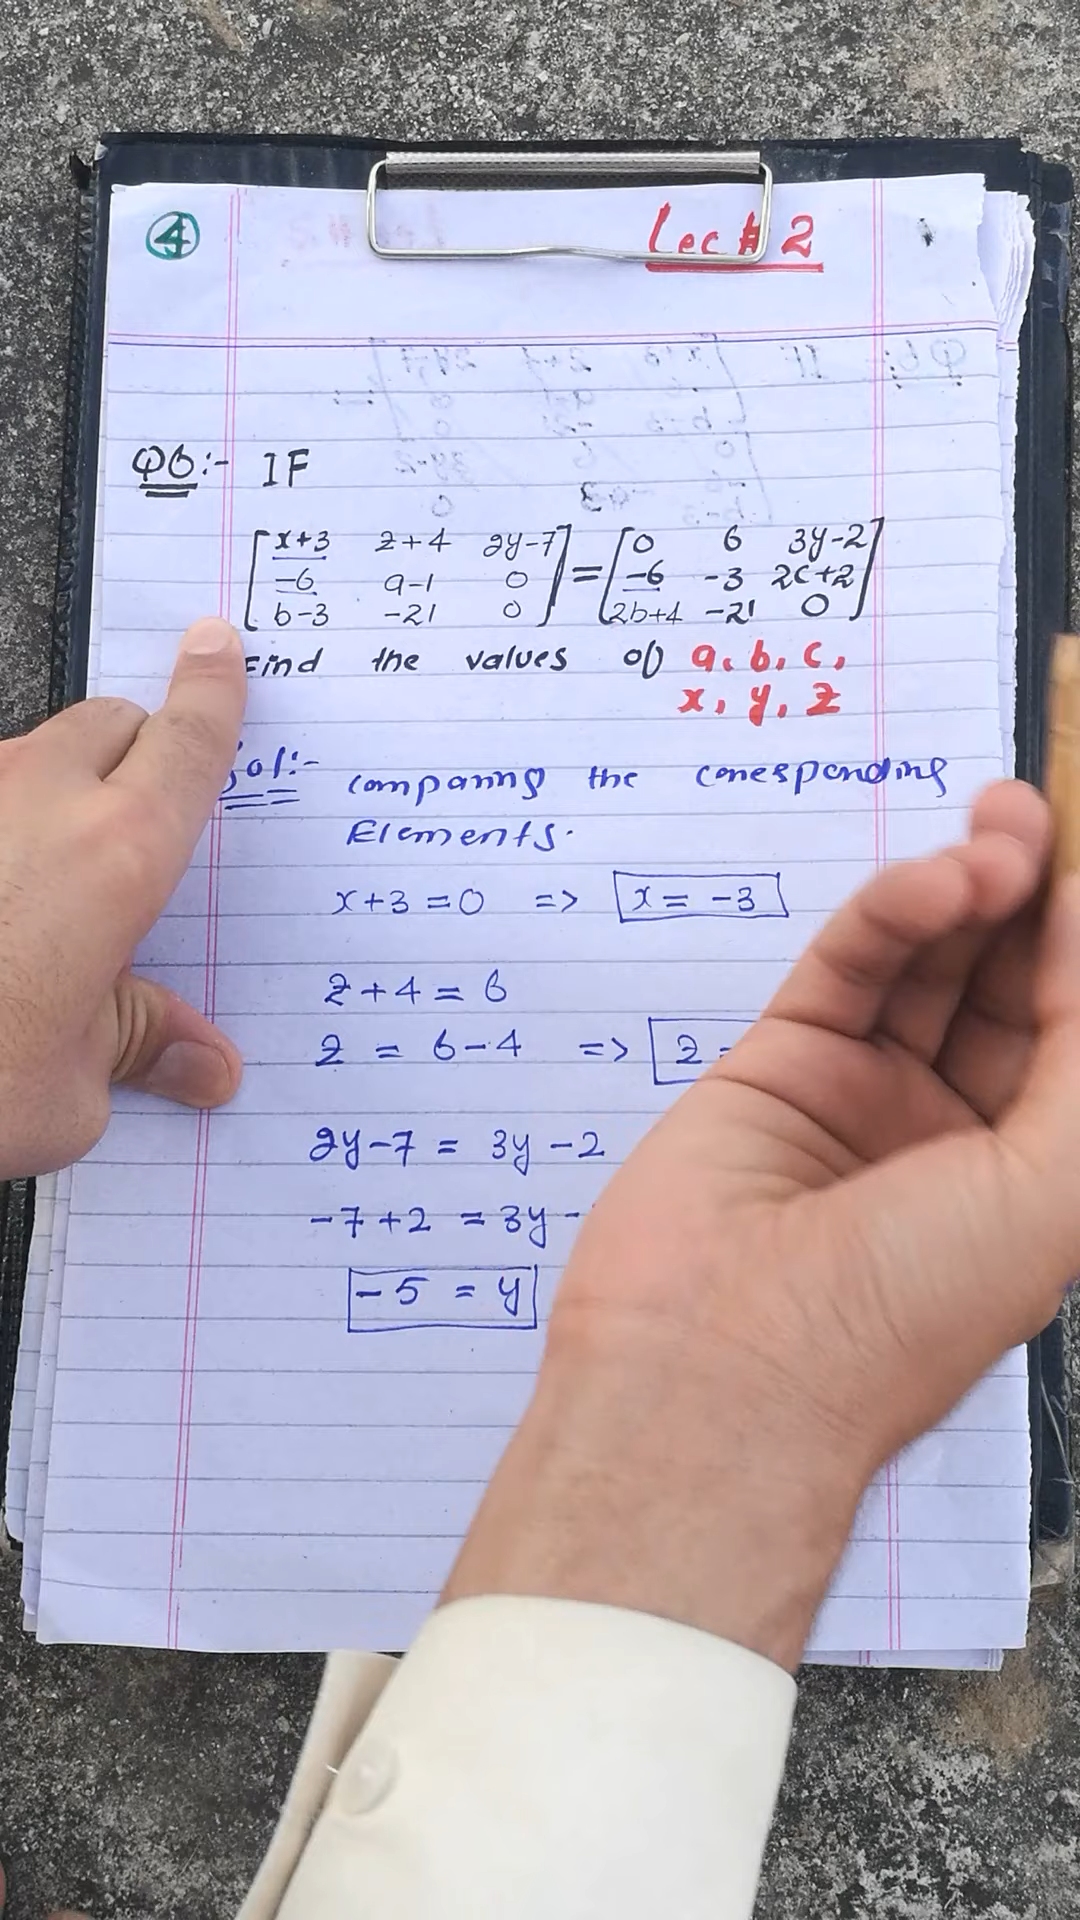 4
Lec # 2
Q6:- IF
[x+3 z+4 2y-7] = [0 6 3y-2]
-6 a-1 0 -6 -3 2c+2
b-3 -21 0 2b+4 -21 0
Find the values of a, b, c,
x, y, z
Sol:- Comparing the corresponding
Elements.
x+3=0 => x= -3
z+4= 6
z = 6-4 => z =
2y-7 = 3y-2
-7+2 = 3y-
-5 = y